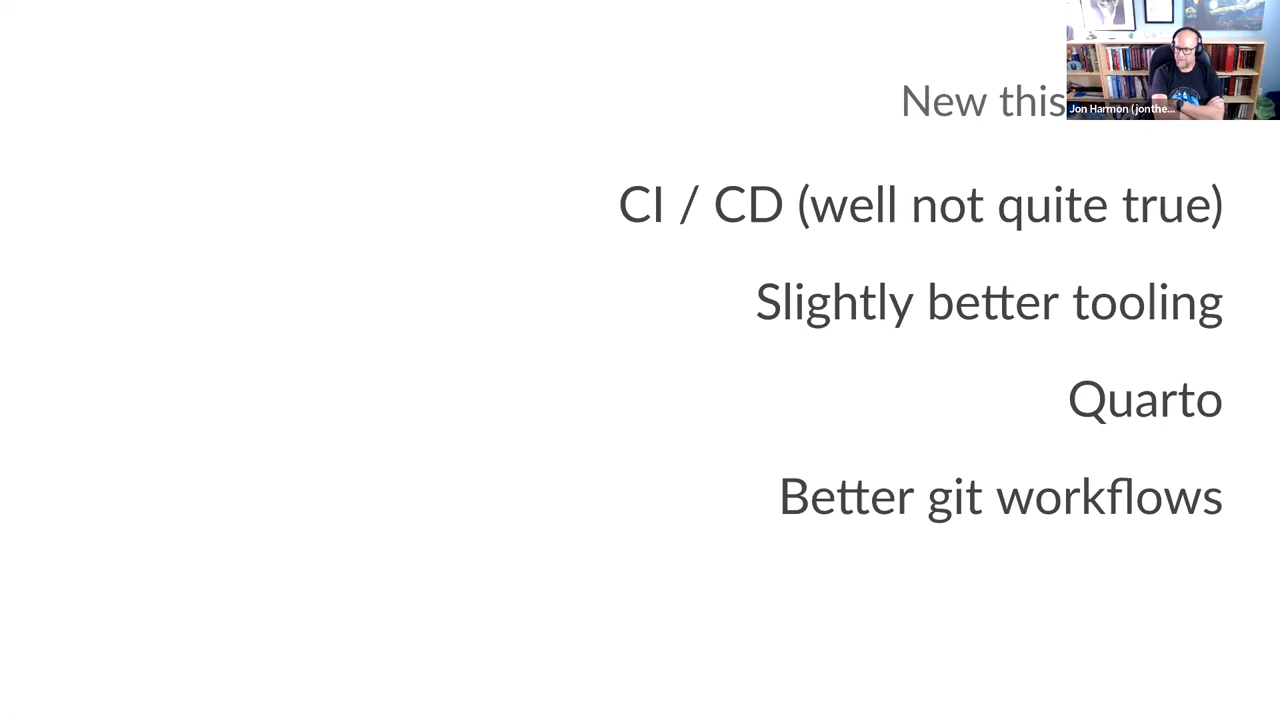 New this
Jon Harmon (jonthe...
CI / CD (well not quite true)
Slightly better tooling
Quarto
Better git workflows